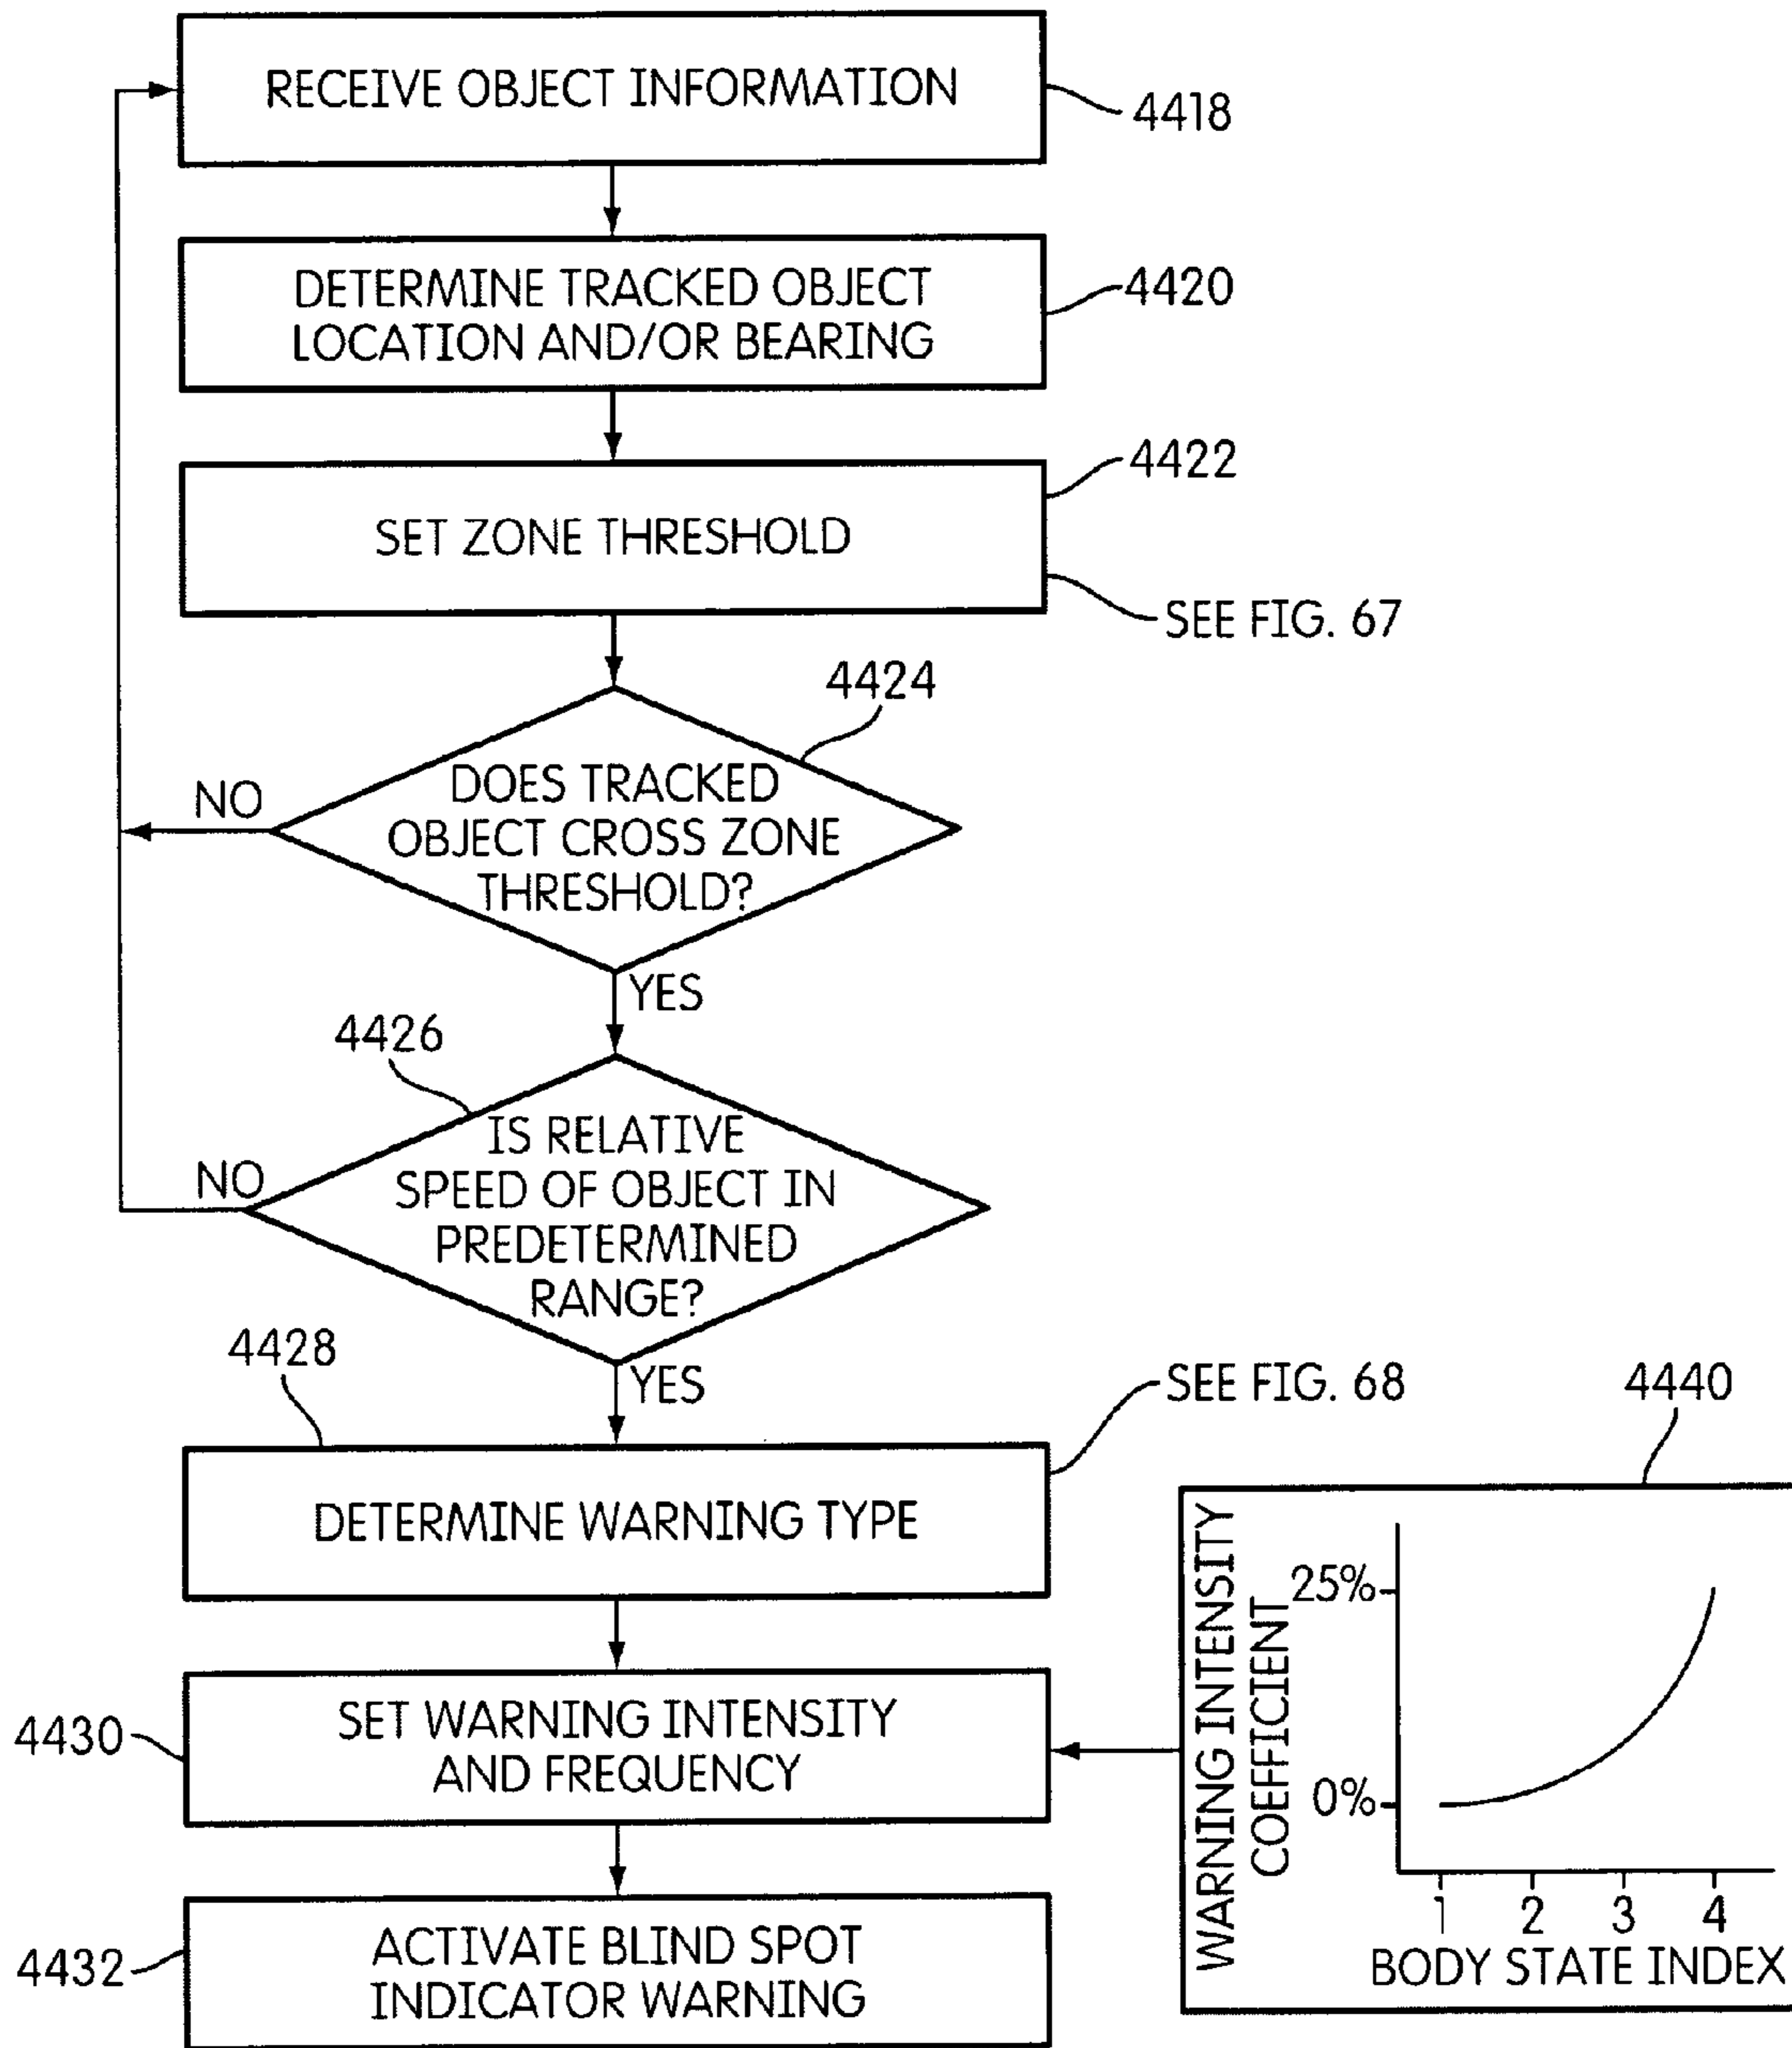 RECEIVE OBJECT INFORMATION
4418
DETERMINE TRACKED OBJECT
LOCATION AND/OR BEARING
4420
4422
SET ZONE THRESHOLD
SEE FIG. 67
4424
DOES TRACKED
OBJECT CROSS ZONE
THRESHOLD?
NO
YES
4426
IS RELATIVE
SPEED OF OBJECT IN
PREDETERMINED
RANGE?
NO
YES
4428
SEE FIG. 68
DETERMINE WARNING TYPE
4430
SET WARNING INTENSITY
AND FREQUENCY
4432
ACTIVATE BLIND SPOT
INDICATOR WARNING
4440
WARNING INTENSITY
COEFFICIENT
25%
0%
1 2 3 4
BODY STATE INDEX